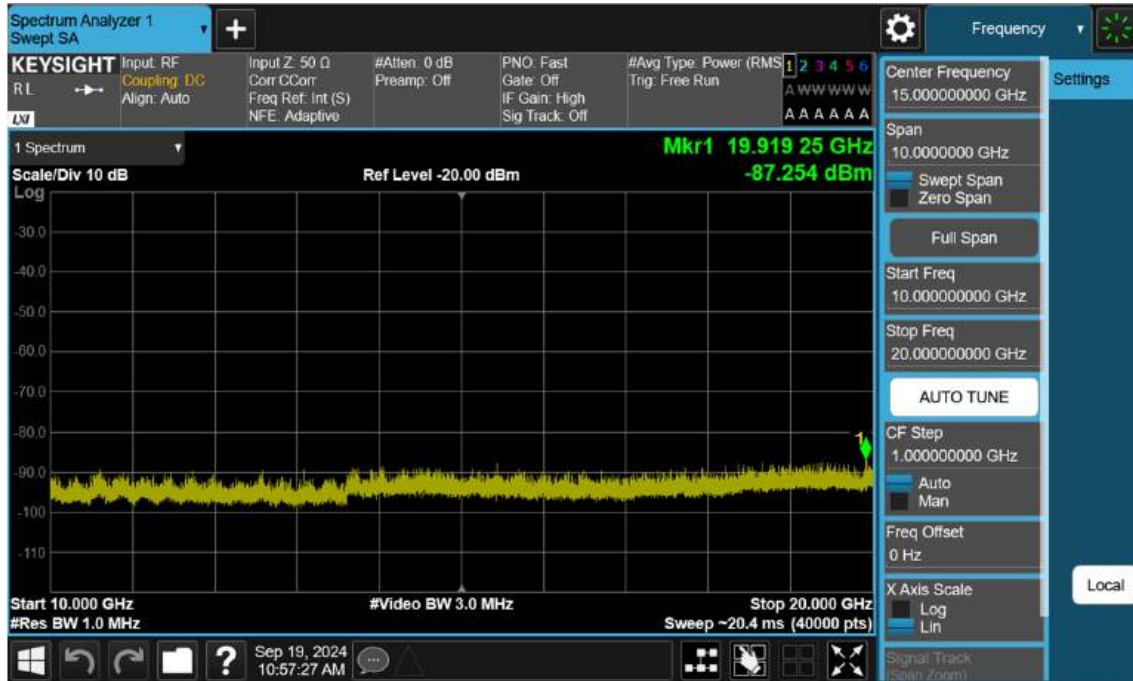 Spectrum Analyzer 1
Swept SA
Frequency
KEYSIGHT
RL
LXI
Input: RF
Coupling: DC
Align: Auto
Input Z: 50 Ω
Corr CCorr
Freq Ref: Int (S)
NFE: Adaptive
#Atten: 0 dB
Preamp: Off
PNO: Fast
Gate: Off
IF Gain: High
Sig Track: Off
#Avg Type: Power (RMS
Trig: Free Run
1 2 3 4 5 6
A W W W W W
A A A A A A
1 Spectrum
Mkr1 19.919 25 GHz
Scale/Div 10 dB
Ref Level -20.00 dBm
-87.254 dBm
Log
-30.0
-40.0
-50.0
-60.0
-70.0
-80.0
-90.0
-100
-110
1
Start 10.000 GHz
#Video BW 3.0 MHz
Stop 20.000 GHz
#Res BW 1.0 MHz
Sweep ~20.4 ms (40000 pts)
Center Frequency
15.000000000 GHz
Span
10.0000000 GHz
Swept Span
Zero Span
Full Span
Start Freq
10.000000000 GHz
Stop Freq
20.000000000 GHz
AUTO TUNE
CF Step
1.000000000 GHz
Auto
Man
Freq Offset
0 Hz
X Axis Scale
Log
Lin
Signal Track
(Span Zoom)
Settings
Local
?
Sep 19, 2024
10:57:27 AM